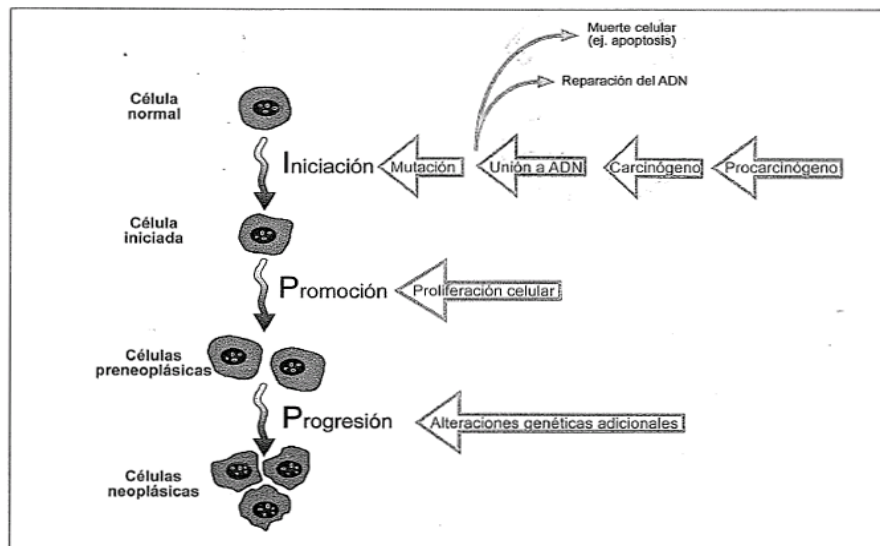 Muerte celular
(ej. apoptosis)
Reparación del ADN
Célula
normal
Iniciación
Mutación
Unión a ADN
Carcinógeno
Procarcinógeno
Célula
iniciada
Promoción
Proliferación celular
Células
preneoplásicas
Progresión
Alteraciones genéticas adicionales
Células
neoplásicas